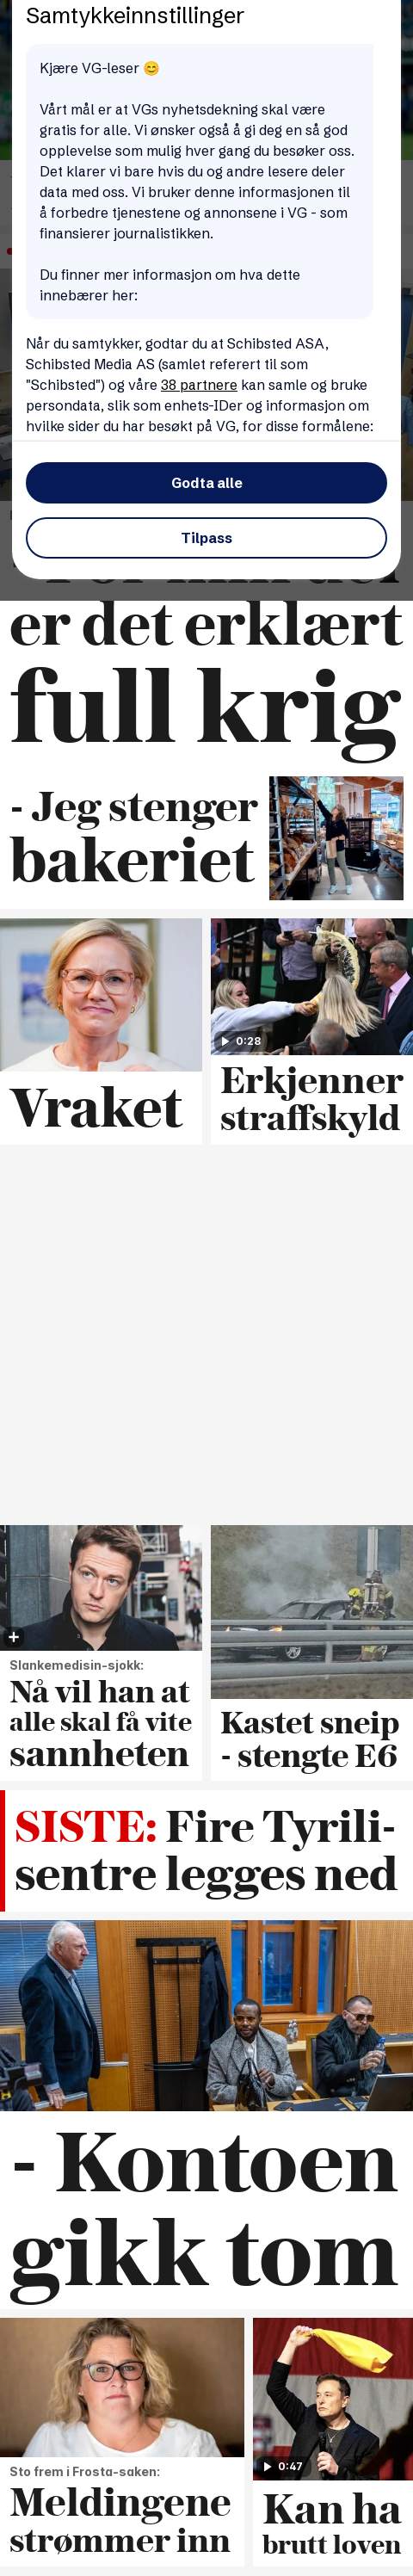 Samtykkeinnstillinger
Kjære VG-leser 😊
Vårt mål er at VGs nyhetsdekning skal være
gratis for alle. Vi ønsker også å gi deg en så god
opplevelse som mulig hver gang du besøker oss.
Det klarer vi bare hvis du og andre lesere deler
data med oss. Vi bruker denne informasjonen til
å forbedre tjenestene og annonsene i VG - som
finansierer journalistikken.
Du finner mer informasjon om hva dette
innebærer her:
Når du samtykker, godtar du at Schibsted ASA,
Schibsted Media AS (samlet referert til som
"Schibsted") og våre 38 partnere kan samle og bruke
persondata, slik som enhets-IDer og informasjon om
hvilke sider du har besøkt på VG, for disse formålene:
Godta alle
Tilpass
er det erklært
full krig
- Jeg stenger
bakeriet
Vraket
0:28
Erkjenner
straffskyld
Slankemedisin-sjokk:
Nå vil han at
alle skal få vite
sannheten
Kastet sneip
- stengte E6
SISTE: Fire Tyrili-
sentre legges ned
- Kontoen
gikk tom
Sto frem i Frosta-saken:
Meldingene
strømmer inn
0:47
Kan ha
brutt loven